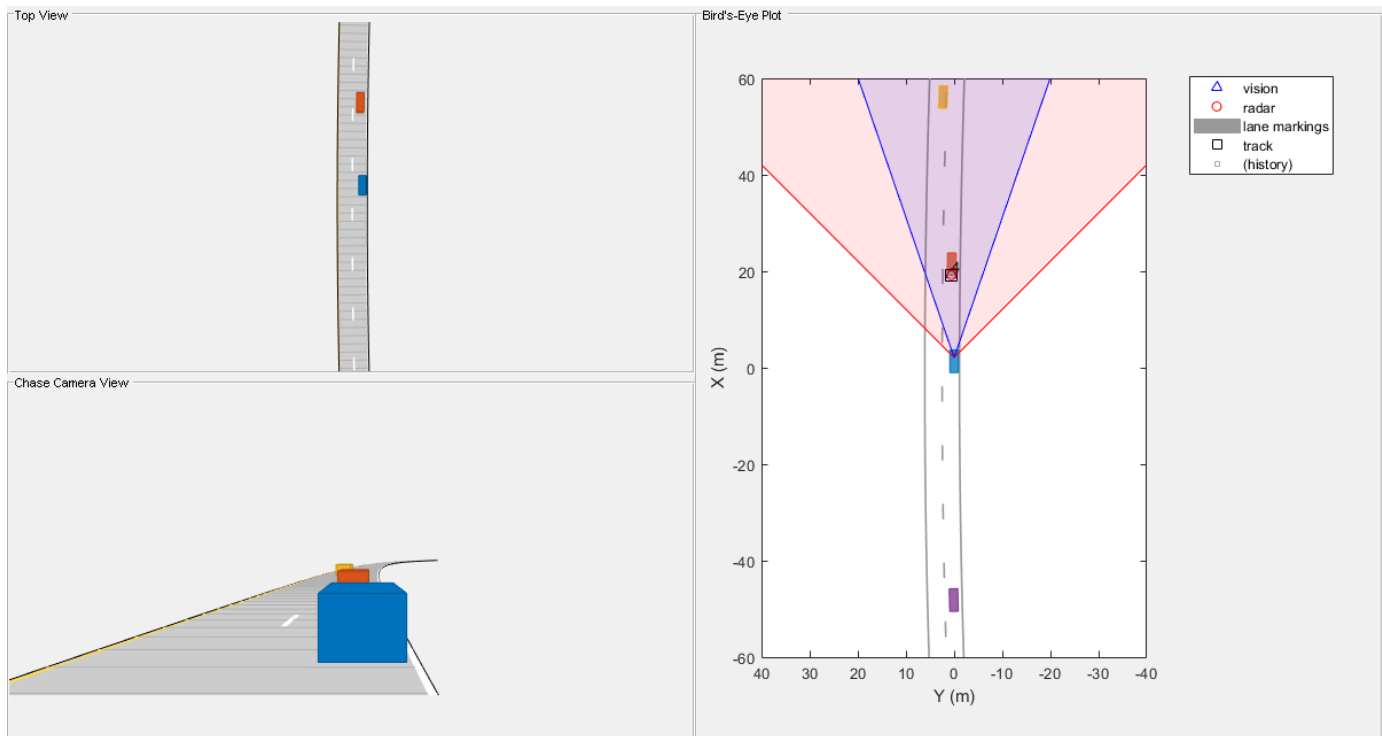 Top View
Chase Camera View
Bird's-Eye Plot
vision
radar
lane markings
track
(history)
60
40
20
0
-20
-40
-60
X (m)
40 30 20 10 0 -10 -20 -30 -40
Y (m)